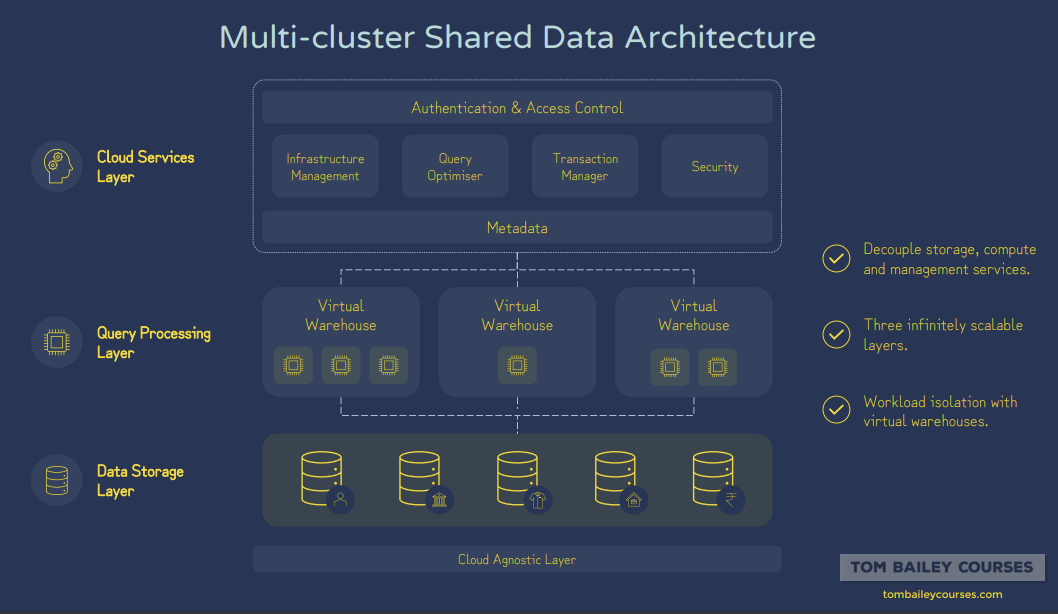 Multi-cluster Shared Data Architecture
Authentication & Access Control
Cloud Services
Layer
Infrastructure
Management
Query
Optimiser
Transaction
Manager
Security
Metadata
Query Processing
Layer
Virtual
Warehouse
Virtual
Warehouse
Virtual
Warehouse
Data Storage
Layer
₹
Cloud Agnostic Layer
Decouple storage, compute
and management services.
Three infinitely scalable
layers.
Workload isolation with
virtual warehouses.
TOM BAILEY COURSES
tombaileycourses.com